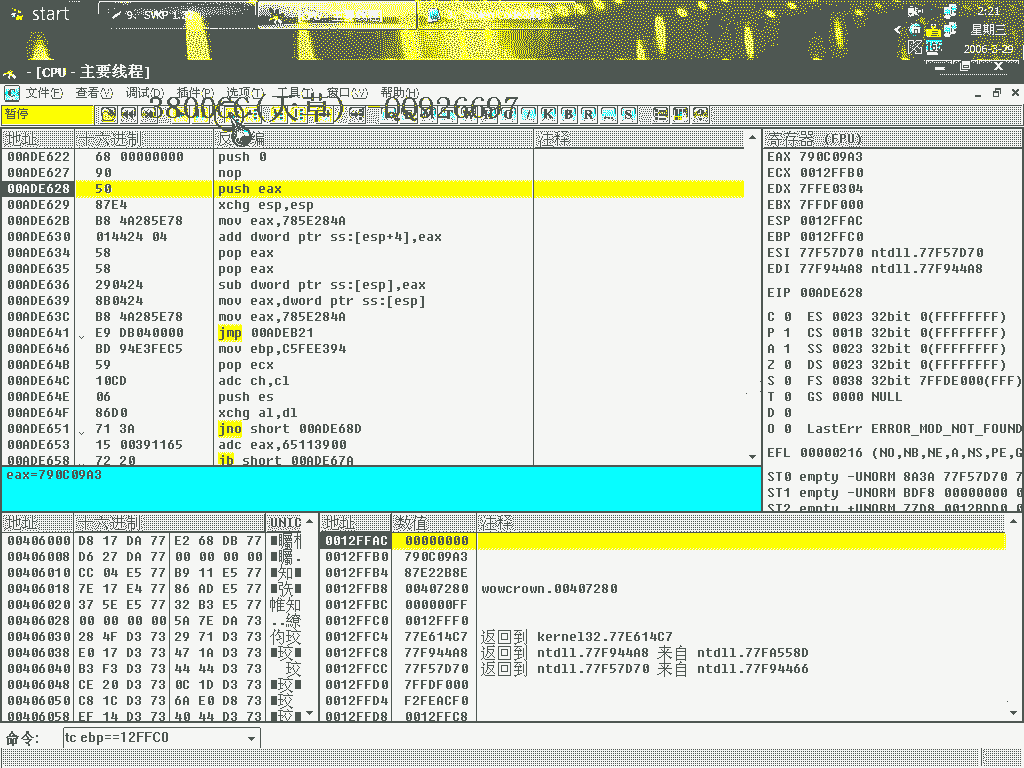 start
9. SVKP 1.32
2:21
星期三
2006-3-29
- [CPU - 主要线程]
文件(F) 查看(V) 调试(D) 插件(P) 选项(T) 工具(I) 窗口(W) 帮助(H)
暂停
380066(天草) QQ926697
地址 十六进制 反汇编 注释
00ADE622 68 00000000 push 0
00ADE627 90 nop
00ADE628 50 push eax
00ADE629 87E4 xchg esp,esp
00ADE62B B8 4A285E78 mov eax,785E284A
00ADE630 014424 04 add dword ptr ss:[esp+4],eax
00ADE634 58 pop eax
00ADE635 58 pop eax
00ADE636 290424 sub dword ptr ss:[esp],eax
00ADE639 8B0424 mov eax,dword ptr ss:[esp]
00ADE63C B8 4A285E78 mov eax,785E284A
00ADE641 E9 DB040000 jmp 00ADEB21
00ADE646 BD 94E3FEC5 mov ebp,C5FEE394
00ADE64B 59 pop ecx
00ADE64C 10CD adc ch,cl
00ADE64E 06 push es
00ADE64F 86D0 xchg al,dl
00ADE651 71 3A jno short 00ADE68D
00ADE653 15 00391165 adc eax,65113900
00ADE658 72 20 jb short 00ADE67A
eax=790C09A3
寄存器 (FPU)
EAX 790C09A3
ECX 0012FFB0
EDX 7FFE0304
EBX 7FFDF000
ESP 0012FFAC
EBP 0012FFC0
ESI 77F57D70 ntdll.77F57D70
EDI 77F944A8 ntdll.77F944A8
EIP 00ADE628
C 0 ES 0023 32bit 0(FFFFFFFF)
P 1 CS 001B 32bit 0(FFFFFFFF)
A 1 SS 0023 32bit 0(FFFFFFFF)
Z 0 DS 0023 32bit 0(FFFFFFFF)
S 0 FS 0038 32bit 7FFDE000(FFF)
T 0 GS 0000 NULL
D 0
O 0 LastErr ERROR_MOD_NOT_FOUND
EFL 00000216 (NO,NB,NE,A,NS,PE,G
ST0 empty -UNORM 8A3A 77F57D70 7
ST1 empty -UNORM BDF8 00000000 0
ST2 empty +UNORM 77D8 0012BDD0 0
地址 十六进制 UNIC
00406000 D8 17 DA 77 E2 68 DB 77
00406008 D6 27 DA 77 00 00 00 00
00406010 CC 04 E5 77 B9 11 E5 77
00406018 7E 17 E4 77 86 AD E5 77
00406020 37 5E E5 77 32 B3 E5 77
00406028 00 00 00 00 5A 7E DA 73
00406030 28 4F D3 73 29 71 D3 73
00406038 E0 17 D3 73 47 1A D3 73
00406040 B3 F3 D3 73 44 44 D3 73
00406048 CE 20 D3 73 0C 1D D3 73
00406050 C8 1C D3 73 6A E0 D8 73
00406058 EF 14 D3 73 40 44 D3 73
地址 数值 注释
0012FFAC 00000000
0012FFB0 790C09A3
0012FFB4 87E22B8E
0012FFB8 00407280 wowcrown.00407280
0012FFBC 000000FF
0012FFC0 0012FFF0
0012FFC4 77E614C7 返回到 kernel32.77E614C7
0012FFC8 77F944A8 返回到 ntdll.77F944A8 来自 ntdll.77FA558D
0012FFCC 77F57D70 返回到 ntdll.77F57D70 来自 ntdll.77F94466
0012FFD0 7FFDF000
0012FFD4 F2FEACF0
0012FFD8 0012FFC8
命令: tc ebp==12FFC0